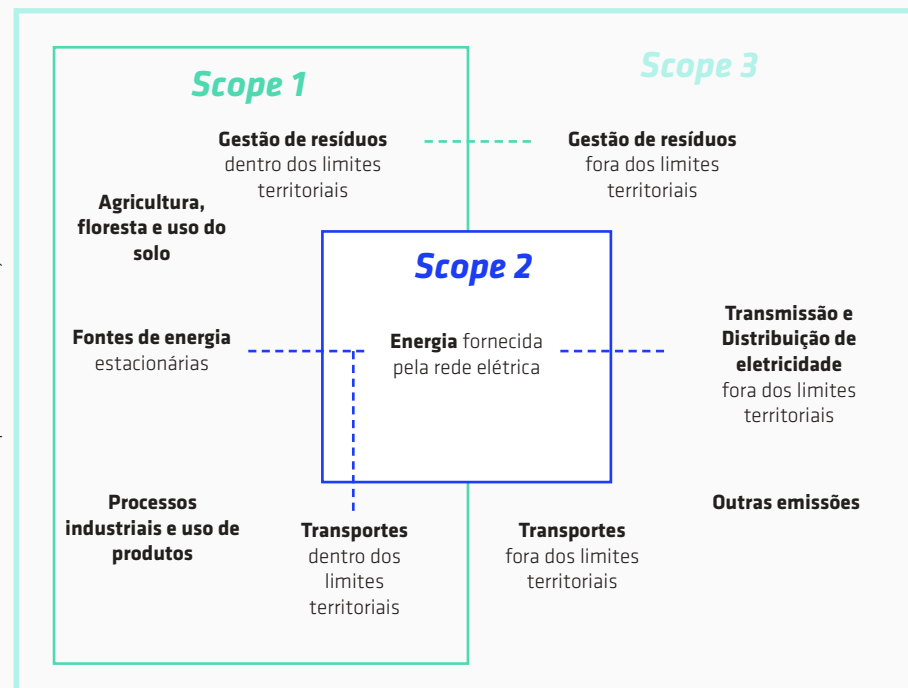 Scope 1
Scope 3
Gestão de resíduos
dentro dos limites
territoriais
Gestão de resíduos
fora dos limites
territoriais
Agricultura,
floresta e uso do
solo
Scope 2
Fontes de energia
estacionárias
Energia fornecida
pela rede elétrica
Transmissão e
Distribuição de
eletricidade
fora dos limites
territoriais
Processos
industriais e uso de
produtos
Transportes
dentro dos
limites
territoriais
Transportes
fora dos limites
territoriais
Outras emissões